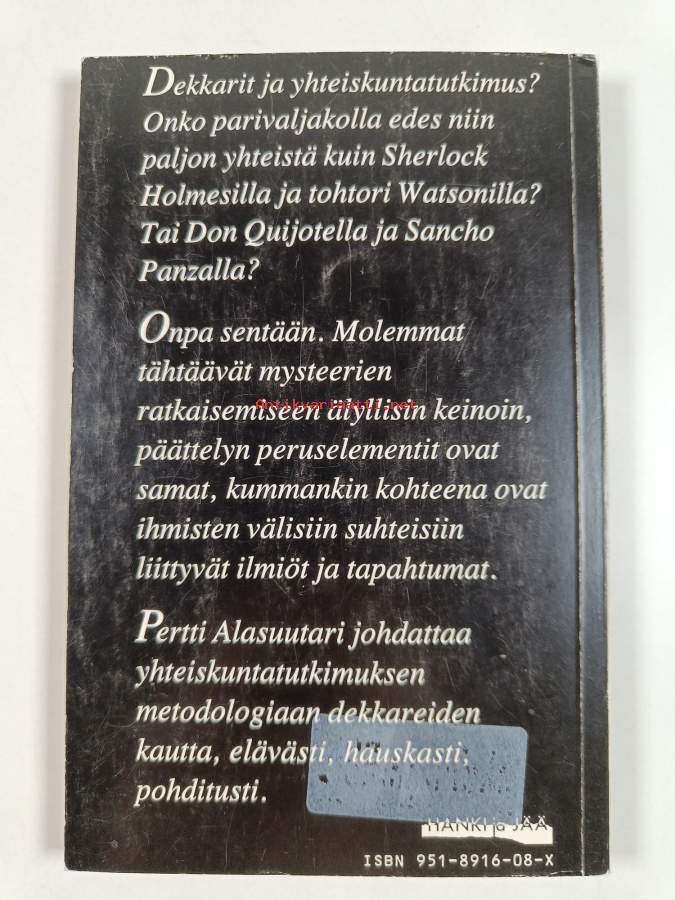 Dekkarit ja yhteiskuntatutkimus?
Onko parivaljakolla edes niin
paljon yhteistä kuin Sherlock
Holmesilla ja tohtori Watsonilla?
Tai Don Quijotella ja Sancho
Panzalla?
Onpa sentään. Molemmat
tähtäävät mysteerien
ratkaisemiseen älyllisin keinoin,
Antikvariaatti.net
päättelyn peruselementit ovat
samat, kummankin kohteena ovat
ihmisten välisiin suhteisiin
liittyvät ilmiöt ja tapahtumat.
Pertti Alasuutari johdattaa
yhteiskuntatutkimuksen
metodologiaan dekkareiden
kautta, elävästi, hauskasti,
pohditusti.
HANKI ja JÄÄ
ISBN 951-8916-08-X